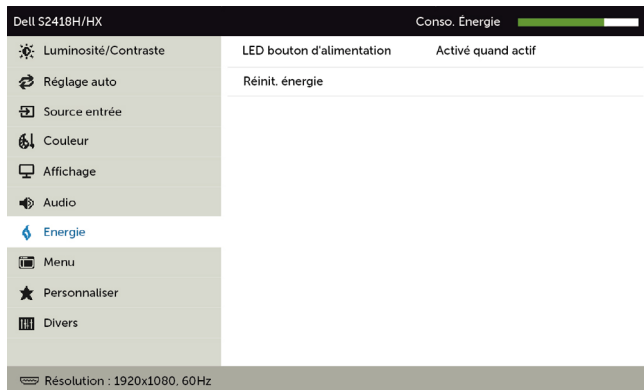 Dell S2418H/HX Conso. Énergie
Luminosité/Contraste LED bouton d'alimentation Activé quand actif
Réglage auto Réinit. énergie
Source entrée
Couleur
Affichage
Audio
Energie
Menu
Personnaliser
Divers
Résolution : 1920x1080, 60Hz